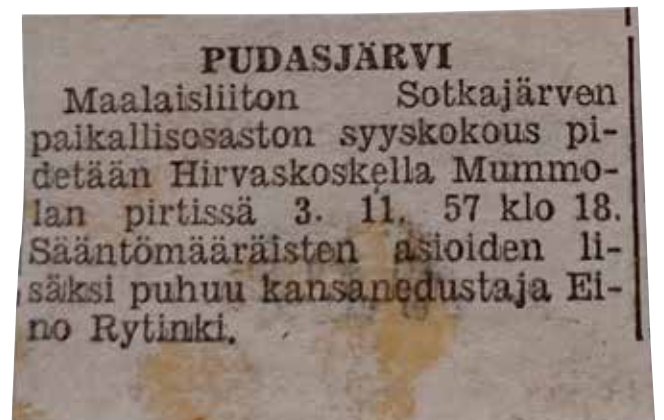 PUDASJÄRVI
Maalaisliiton Sotkajärven
paikallisosaston syyskokous pi-
detään Hirvaskoskella Mummo-
lan pirtissä 3. 11. 57 klo 18.
Sääntömääräisten asioiden li-
säksi puhuu kansanedustaja Ei-
no Rytinki.